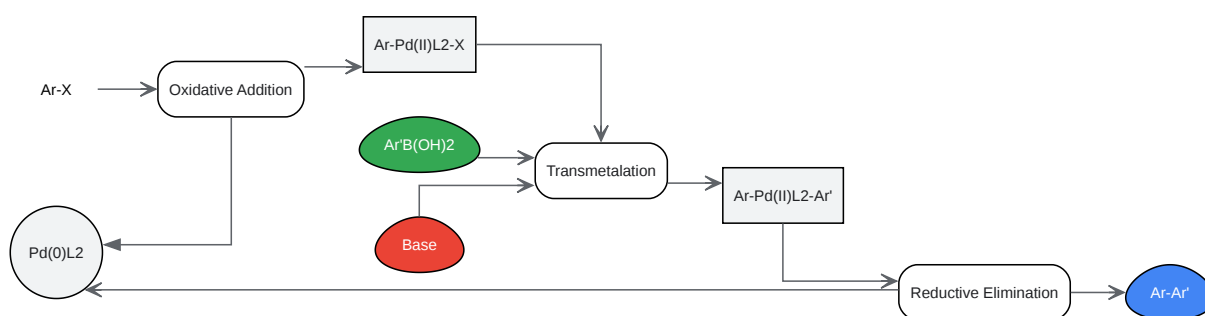 Ar-X
Oxidative Addition
Ar-Pd(II)L2-X
Ar'B(OH)2
Transmetalation
Ar-Pd(II)L2-Ar'
Pd(0)L2
Base
Reductive Elimination
Ar-Ar'